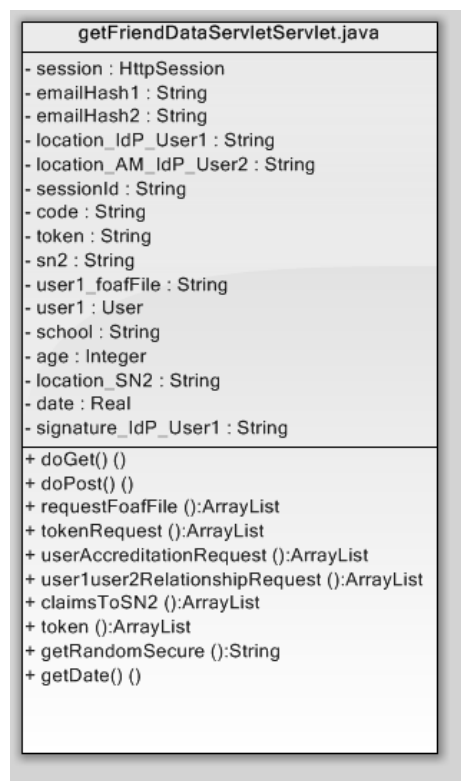 getFriendDataServletServlet.java
- session : HttpSession
- emailHash1 : String
- emailHash2 : String
- location_IdP_User1 : String
- location_AM_IdP_User2 : String
- sessionId : String
- code : String
- token : String
- sn2 : String
- user1_foafFile : String
- user1 : User
- school : String
- age : Integer
- location_SN2 : String
- date : Real
- signature_IdP_User1 : String
+ doGet() ()
+ doPost() ()
+ requestFoafFile ():ArrayList
+ tokenRequest ():ArrayList
+ userAccreditationRequest ():ArrayList
+ user1user2RelationshipRequest ():ArrayList
+ claimsToSN2 ():ArrayList
+ token ():ArrayList
+ getRandomSecure ():String
+ getDate() ()